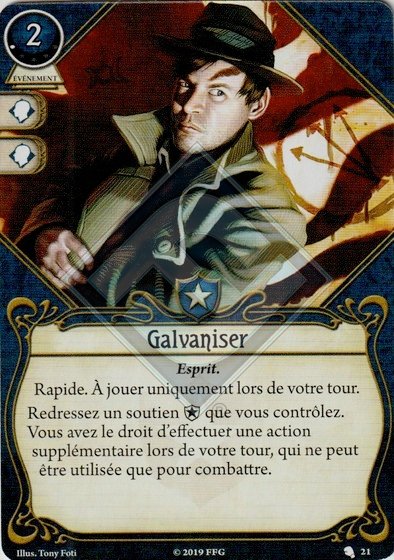 2
ÉVÉNEMENT
Galvaniser
Esprit.
Rapide. À jouer uniquement lors de votre tour.
Redressez un soutien que vous contrôlez.
Vous avez le droit d'effectuer une action
supplémentaire lors de votre tour, qui ne peut
être utilisée que pour combattre.
Illus. Tony Foti
© 2019 FFG
21